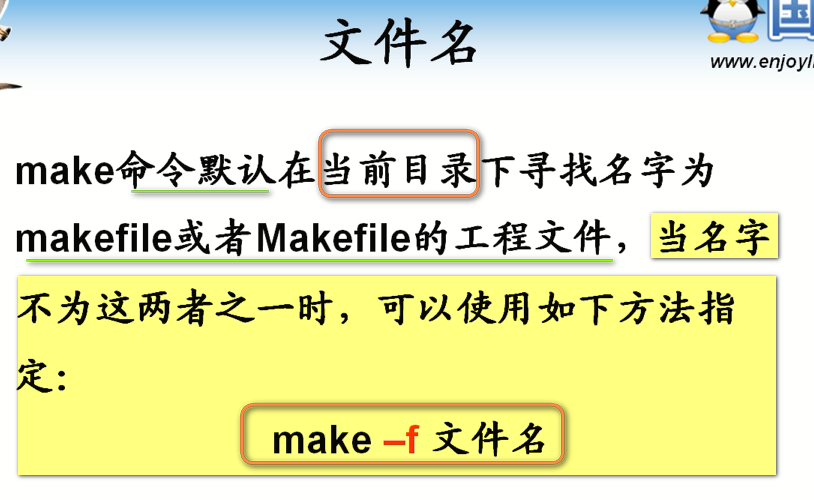 文件名
国
www.enjoyl
make命令默认在当前目录下寻找名字为
makefile或者Makefile的工程文件，当名字
不为这两者之一时，可以使用如下方法指
定：
make –f 文件名